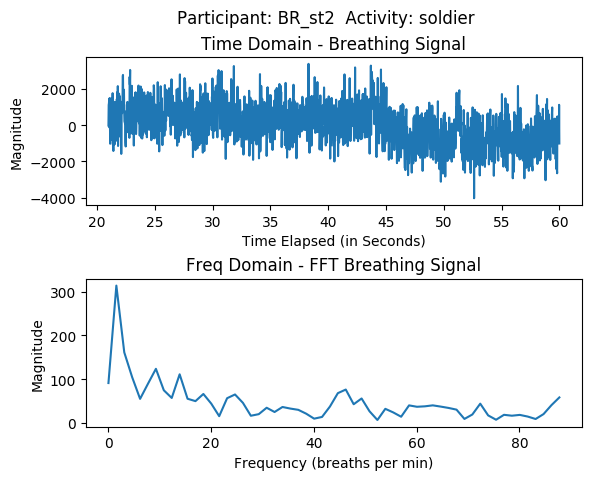 Participant: BR_st2  Activity: soldier
Time Domain - Breathing Signal
Magnitude
2000
0
−2000
−4000
20 25 30 35 40 45 50 55 60
Time Elapsed (in Seconds)
Freq Domain - FFT Breathing Signal
Magnitude
300
200
100
0
0 20 40 60 80
Frequency (breaths per min)